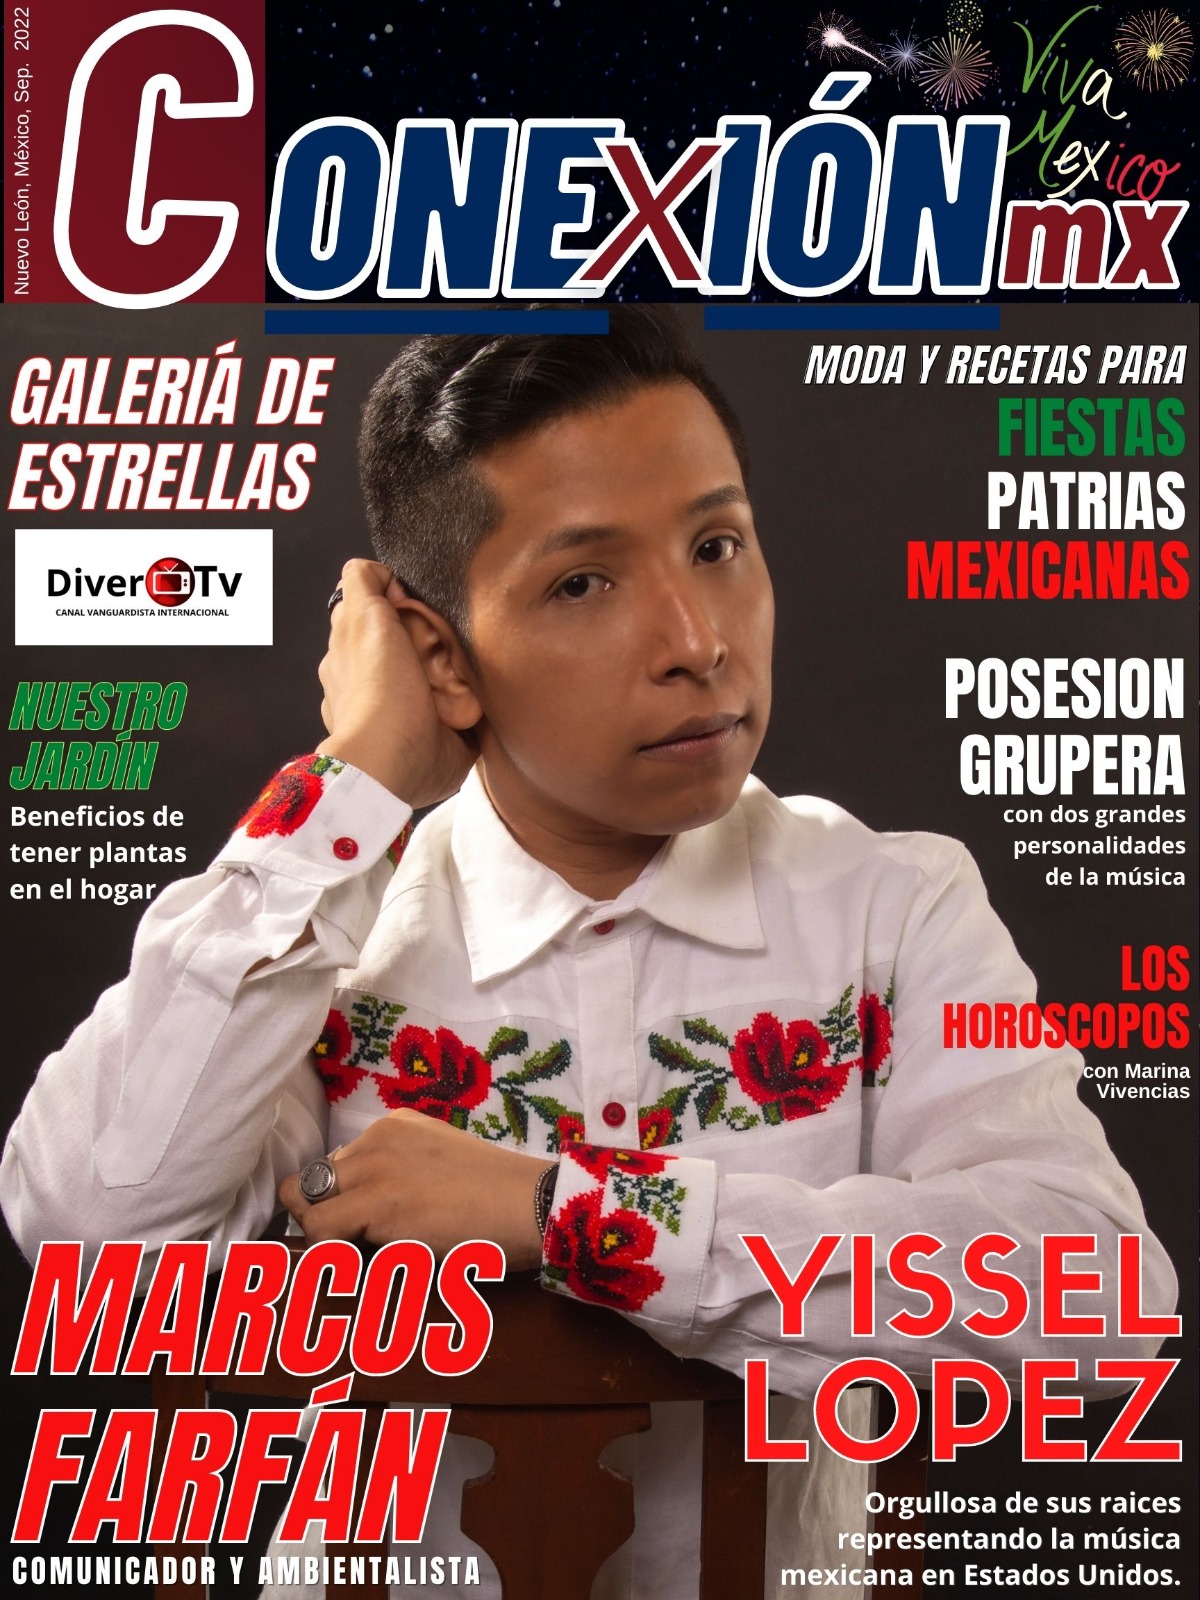 Nuevo León, México, Sep. 2022
CONEXIÓN
mx
Viva
Mexico
GALERIÁ DE
ESTRELLAS
Diver Tv
CANAL VANGUARDISTA INTERNACIONAL
NUESTRO
JARDÍN
Beneficios de
tener plantas
en el hogar
MODA Y RECETAS PARA
FIESTAS
PATRIAS
MEXICANAS
POSESION
GRUPERA
con dos grandes
personalidades
de la música
LOS
HOROSCOPOS
con Marina
Vivencias
MARCOS
FARFÁN
COMUNICADOR Y AMBIENTALISTA
YISSEL
LOPEZ
Orgullosa de sus raices
representando la música
mexicana en Estados Unidos.